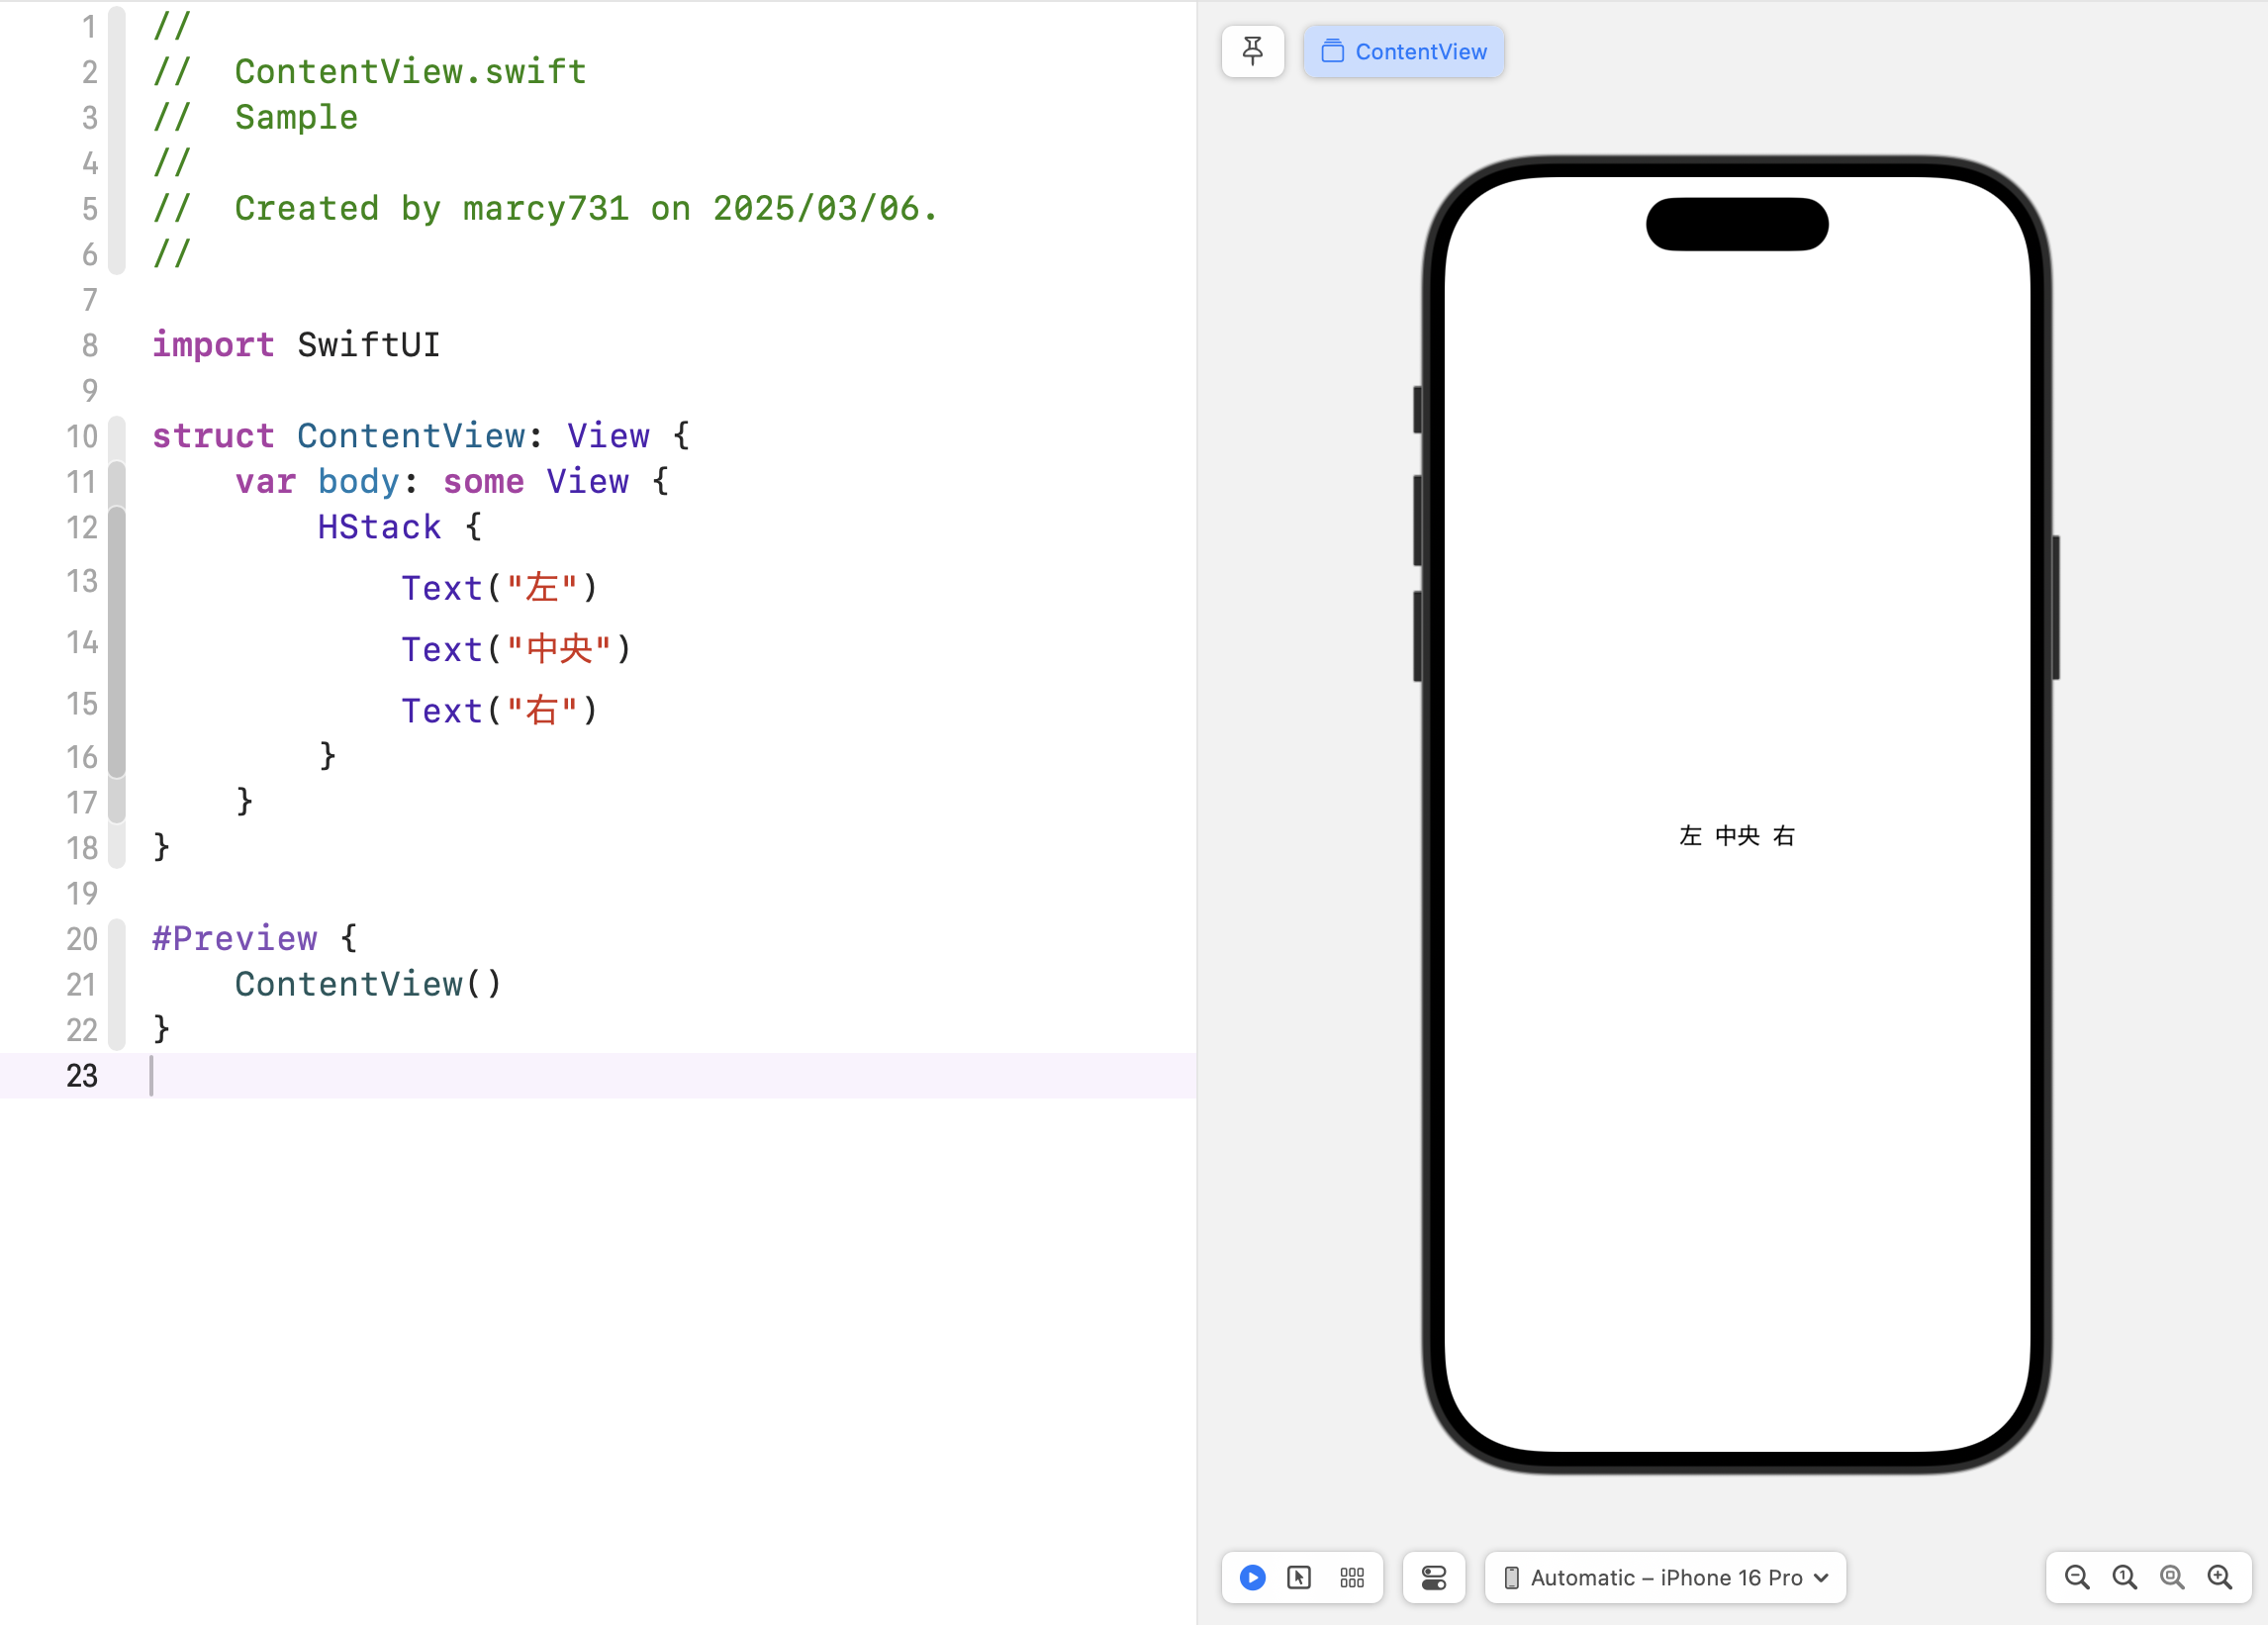 1 //
2 //  ContentView.swift
3 //  Sample
4 //
5 //  Created by marcy731 on 2025/03/06.
6 //
7
8 import SwiftUI
9
10 struct ContentView: View {
11     var body: some View {
12         HStack {
13             Text("左")
14             Text("中央")
15             Text("右")
16         }
17     }
18 }
19
20 #Preview {
21     ContentView()
22 }
23
ContentView
左 中央 右
Automatic – iPhone 16 Pro
1